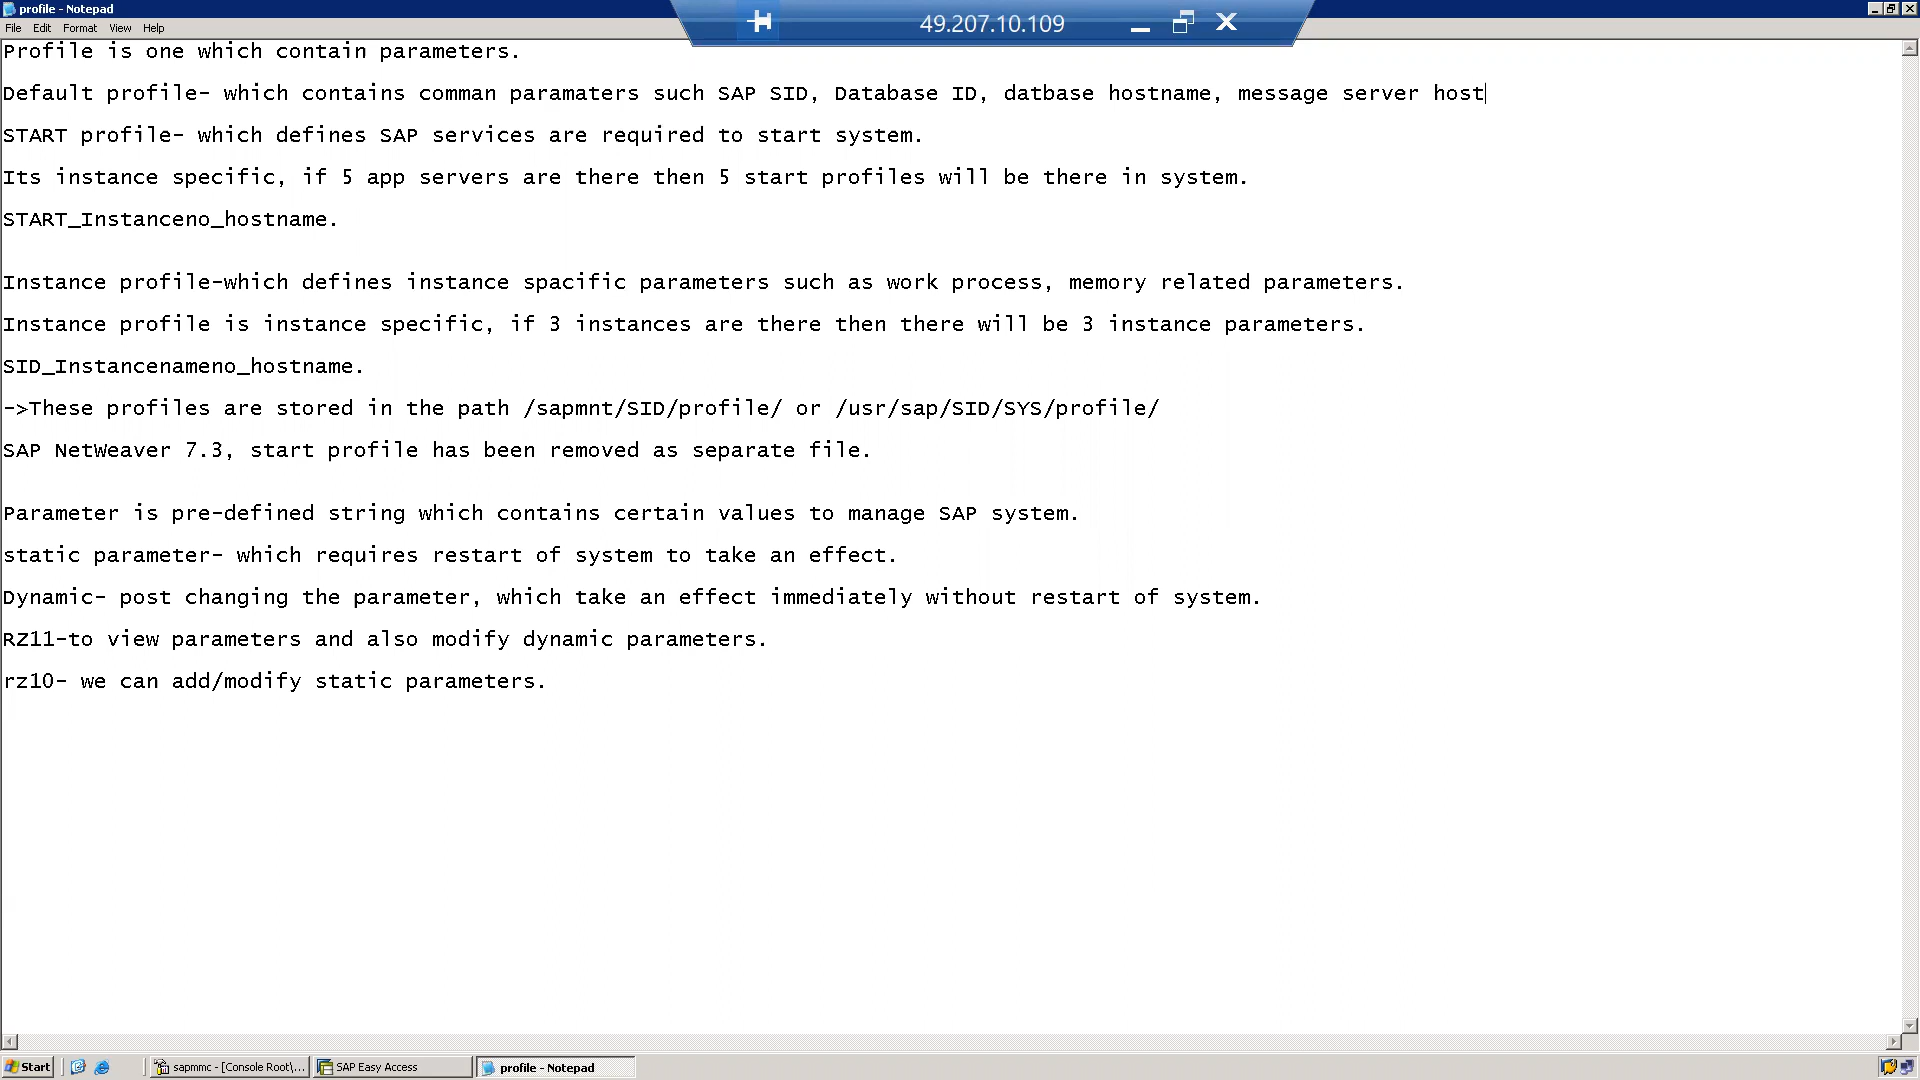 profile - Notepad
49.207.10.109
File Edit Format View Help
Profile is one which contain parameters.
Default profile- which contains comman paramaters such SAP SID, Database ID, datbase hostname, message server host
START profile- which defines SAP services are required to start system.
Its instance specific, if 5 app servers are there then 5 start profiles will be there in system.
START_Instanceno_hostname.
Instance profile-which defines instance spacific parameters such as work process, memory related parameters.
Instance profile is instance specific, if 3 instances are there then there will be 3 instance parameters.
SID_Instancenameno_hostname.
->These profiles are stored in the path /sapmnt/SID/profile/ or /usr/sap/SID/SYS/profile/
SAP NetWeaver 7.3, start profile has been removed as separate file.
Parameter is pre-defined string which contains certain values to manage SAP system.
static parameter- which requires restart of system to take an effect.
Dynamic- post changing the parameter, which take an effect immediately without restart of system.
RZ11-to view parameters and also modify dynamic parameters.
rz10- we can add/modify static parameters.
Start sapmmc - [Console Root\... SAP Easy Access profile - Notepad